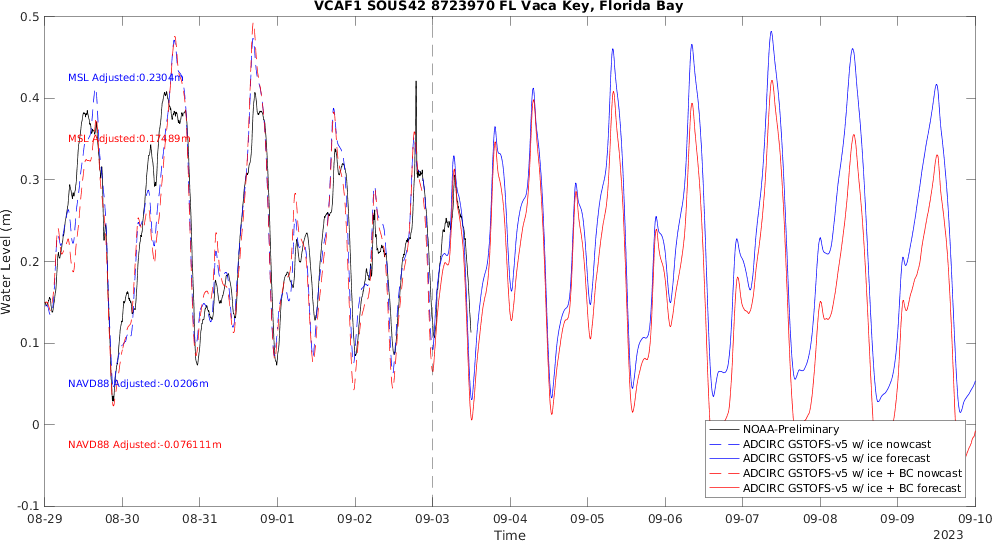 VCAF1 SOUS42 8723970 FL Vaca Key, Florida Bay
0.5
0.4
0.3
0.2
0.1
0
-0.1
Water Level (m)
MSL Adjusted:0.2304m
MSL Adjusted:0.17489m
NAVD88 Adjusted:-0.0206m
NAVD88 Adjusted:-0.076111m
NOAA-Preliminary
ADCIRC GSTOFS-v5 w/ ice nowcast
ADCIRC GSTOFS-v5 w/ ice forecast
ADCIRC GSTOFS-v5 w/ ice + BC nowcast
ADCIRC GSTOFS-v5 w/ ice + BC forecast
08-29 08-30 08-31 09-01 09-02 09-03 09-04 09-05 09-06 09-07 09-08 09-09 09-10
Time
2023